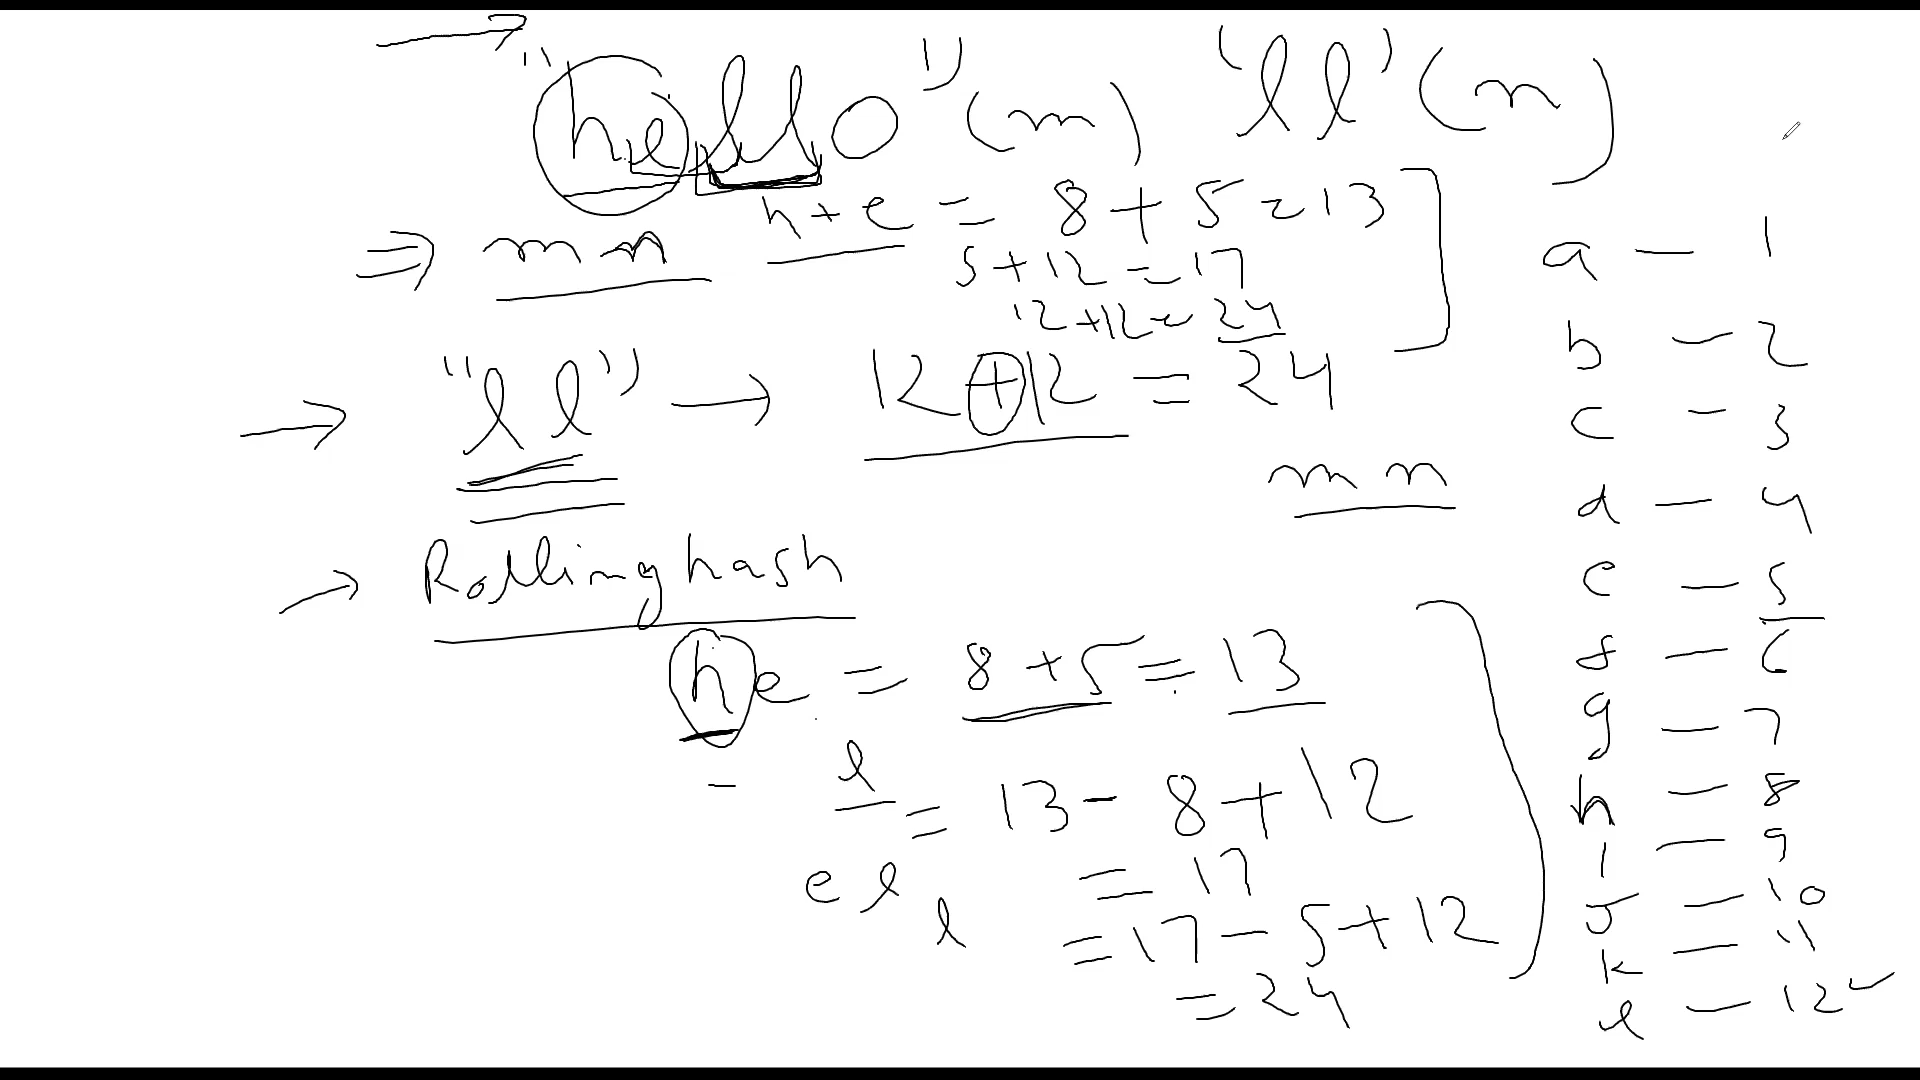 "hello" (m) 'll' (n)
h+e = 8 + 5 = 13
⇒ m n
5+12 = 17
12+12 = 24
→ "ll" → 12 + 12 = 24
m n
→ Rolling hash
he = 8 + 5 = 13
- l
= 13 - 8 + 12
el
= 17
l
= 17 - 5 + 12
= 24
a - 1
b - 2
c - 3
d - 4
e - 5
f - 6
g - 7
h - 8
i - 9
J - 10
k - 11
l - 12